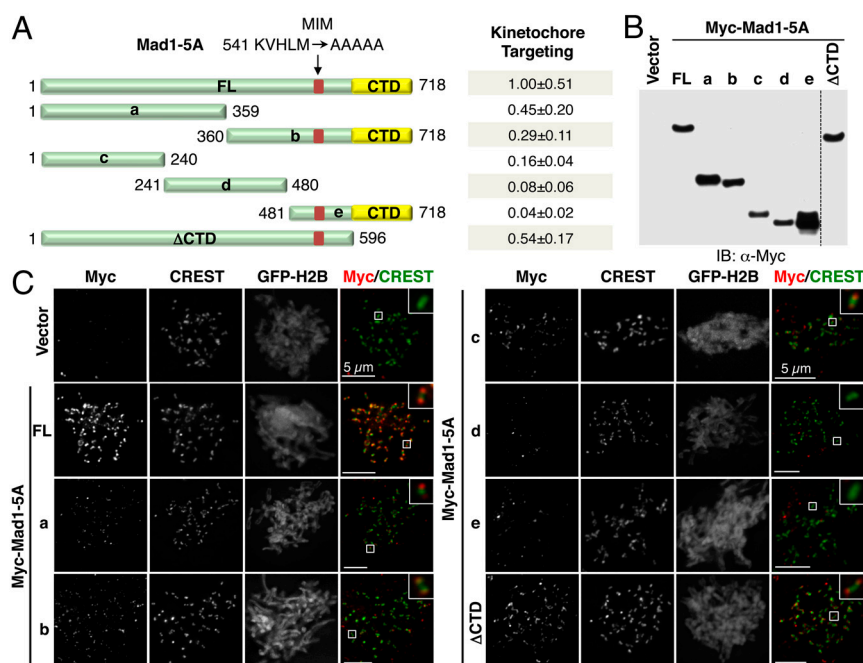 A
MIM
Mad1-5A 541 KVHLM→AAAAA
Kinetochore
Targeting
1 FL CTD 718 1.00±0.51
1 a 359 0.45±0.20
360 b CTD 718 0.29±0.11
1 c 240 0.16±0.04
241 d 480 0.08±0.06
481 e CTD 718 0.04±0.02
1 ΔCTD 596 0.54±0.17
B
Myc-Mad1-5A
Vector FL a b c d e ΔCTD
IB: α-Myc
C
Myc CREST GFP-H2B Myc/CREST
Vector
5 µm
Myc-Mad1-5A
FL
a
b
Myc CREST GFP-H2B Myc/CREST
Myc-Mad1-5A
c
5 µm
d
e
ΔCTD